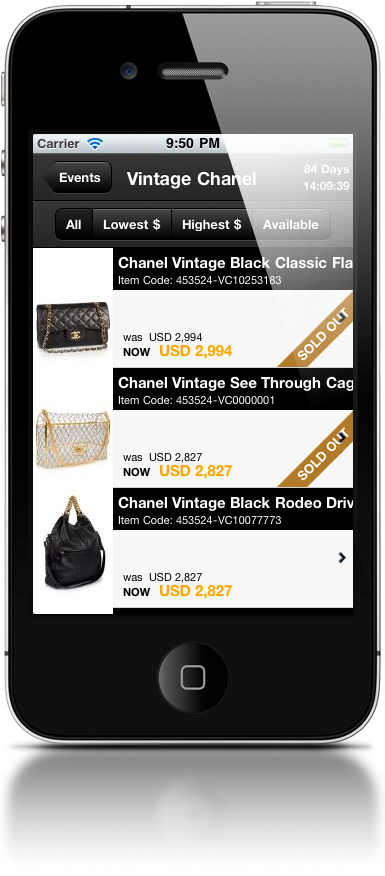 Carrier 9:50 PM
Events Vintage Chanel 84 Days
14:09:39
All Lowest $ Highest $ Available
Chanel Vintage Black Classic Fla
Item Code: 453524-VC10253183
was USD 2,994
NOW USD 2,994
SOLD OUT
Chanel Vintage See Through Cag
Item Code: 453524-VC0000001
was USD 2,827
NOW USD 2,827
SOLD OUT
Chanel Vintage Black Rodeo Driv
Item Code: 453524-VC10077773
was USD 2,827
NOW USD 2,827